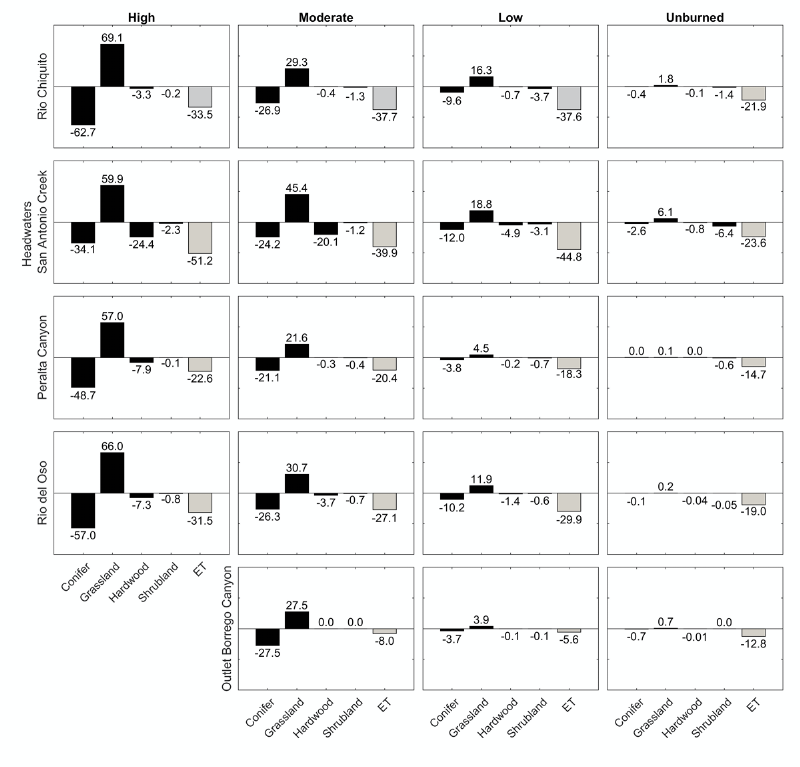 High Moderate Low Unburned
Rio Chiquito
69.1 29.3 16.3 1.8
-62.7 -3.3 -0.2 -33.5 -26.9 -0.4 -1.3 -37.7 -9.6 -0.7 -3.7 -37.6 -0.4 -0.1 -1.4 -21.9
Headwaters
San Antonio Creek
59.9 45.4 18.8 6.1
-34.1 -24.4 -2.3 -51.2 -24.2 -20.1 -1.2 -39.9 -12.0 -4.9 -3.1 -44.8 -2.6 -0.8 -6.4 -23.6
Peralta Canyon
57.0 21.6 4.5 0.0 0.1 0.0
-48.7 -7.9 -0.1 -22.6 -21.1 -0.3 -0.4 -20.4 -3.8 -0.2 -0.7 -18.3 -0.6 -14.7
Rio del Oso
66.0 30.7 11.9 0.2
-57.0 -7.3 -0.8 -31.5 -26.3 -3.7 -0.7 -27.1 -10.2 -1.4 -0.6 -29.9 -0.1 -0.04 -0.05 -19.0
Conifer Grassland Hardwood Shrubland ET
Outlet Borrego Canyon
27.5 0.0 0.0 3.9 0.7 0.0
-27.5 -8.0 -3.7 -0.1 -0.1 -5.6 -0.7 -0.01 -12.8
Conifer Grassland Hardwood Shrubland ET Conifer Grassland Hardwood Shrubland ET Conifer Grassland Hardwood Shrubland ET